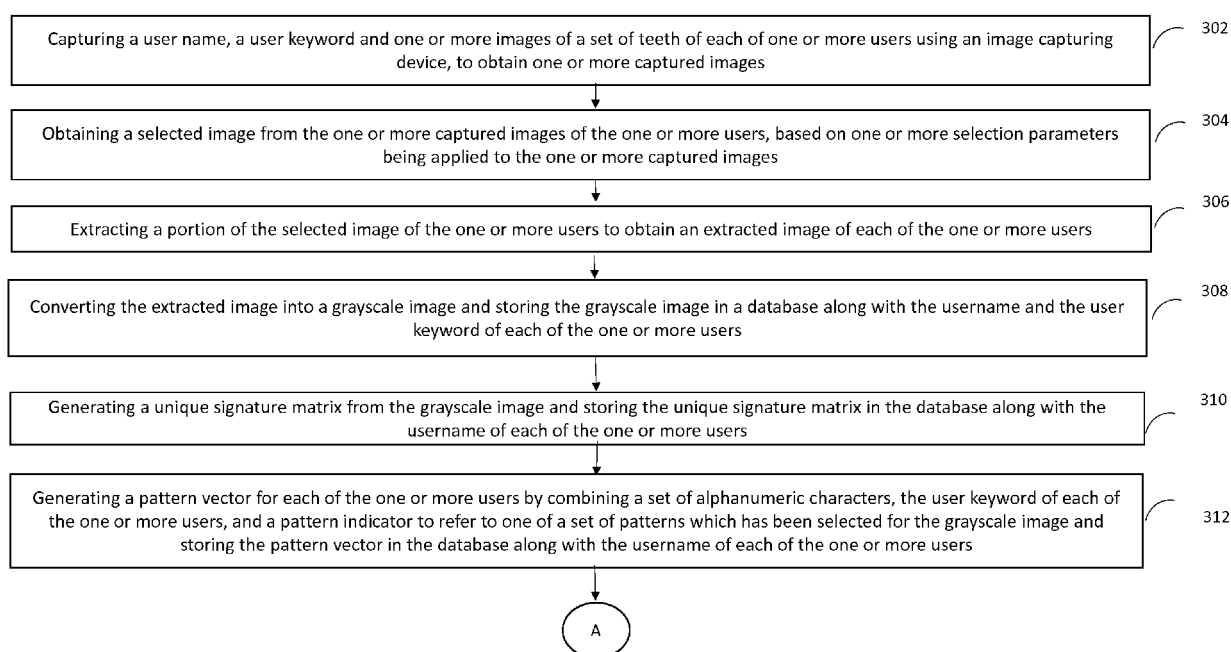 Capturing a user name, a user keyword and one or more images of a set of teeth of each of one or more users using an image capturing
device, to obtain one or more captured images
302
Obtaining a selected image from the one or more captured images of the one or more users, based on one or more selection parameters
being applied to the one or more captured images
304
Extracting a portion of the selected image of the one or more users to obtain an extracted image of each of the one or more users
306
Converting the extracted image into a grayscale image and storing the grayscale image in a database along with the username and the user
keyword of each of the one or more users
308
Generating a unique signature matrix from the grayscale image and storing the unique signature matrix in the database along with the
username of each of the one or more users
310
Generating a pattern vector for each of the one or more users by combining a set of alphanumeric characters, the user keyword of each of
the one or more users, and a pattern indicator to refer to one of a set of patterns which has been selected for the grayscale image and
storing the pattern vector in the database along with the username of each of the one or more users
312
A